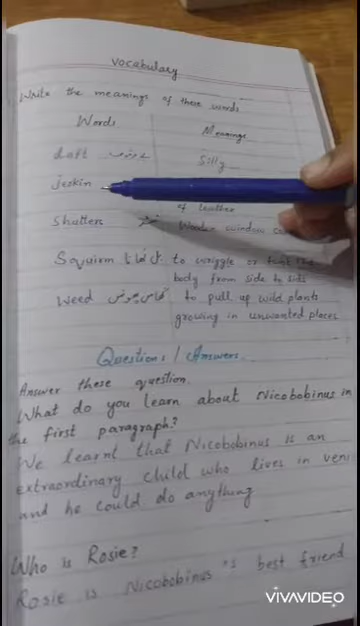 Vocabulary
Write the meanings of these words
Words Meanings
Daft Silly
Jerkin
of leather
Shutters Wooden window
Squirm to wriggle or turn the
body from side to side
Weed to pull up wild plants
growing in unwanted places
Questions / Answers
Answer these question.
What do you learn about Nicobobinus in
the first paragraph?
We learnt that Nicobobinus is an
extraordinary child who lives in veni
and he could do anything
Who is Rosie?
Rosie is Nicobobinus 's best friend
VIVAVIDEO